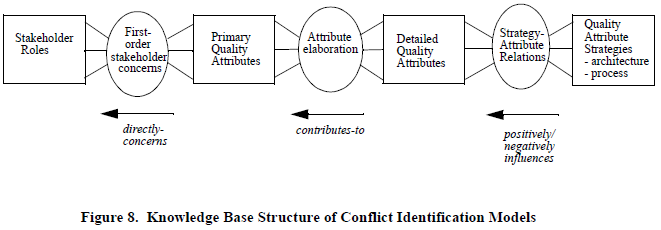 Stakeholder
Roles
First-
order
stakeholder
concerns
Primary
Quality
Attributes
Attribute
elaboration
Detailed
Quality
Attributes
Strategy-
Attribute
Relations
Quality
Attribute
Strategies
- architecture
- process
directly-
concerns
contributes-to
positively/
negatively
influences
Figure 8. Knowledge Base Structure of Conflict Identification Models